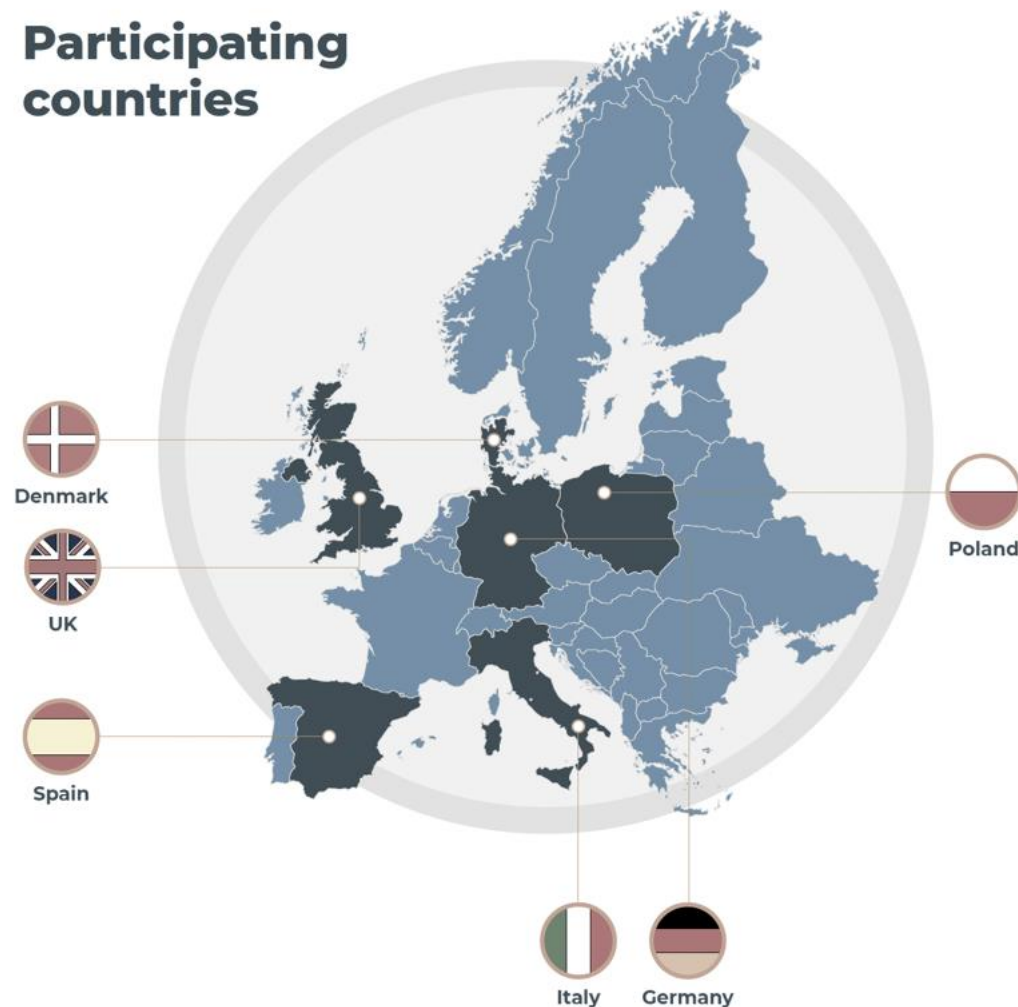 Participating
countries
Denmark
Poland
UK
Spain
Italy
Germany